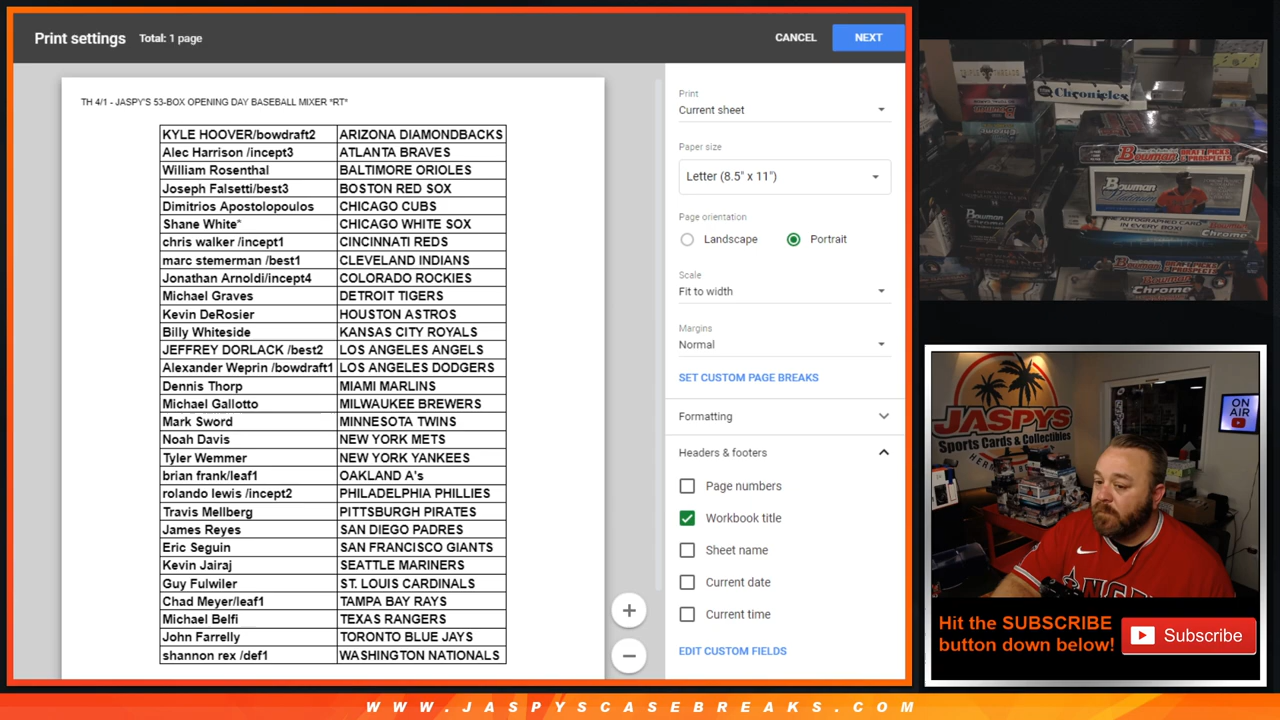 Print settings Total: 1 page CANCEL NEXT
TH 4/1 - JASPY'S 53-BOX OPENING DAY BASEBALL MIXER *RT*
KYLE HOOVER/bowdraft2 ARIZONA DIAMONDBACKS
Alec Harrison /incept3 ATLANTA BRAVES
William Rosenthal BALTIMORE ORIOLES
Joseph Falsetti/best3 BOSTON RED SOX
Dimitrios Apostolopoulos CHICAGO CUBS
Shane White* CHICAGO WHITE SOX
chris walker /incept1 CINCINNATI REDS
marc stemerman /best1 CLEVELAND INDIANS
Jonathan Arnoldi/incept4 COLORADO ROCKIES
Michael Graves DETROIT TIGERS
Kevin DeRosier HOUSTON ASTROS
Billy Whiteside KANSAS CITY ROYALS
JEFFREY DORLACK /best2 LOS ANGELES ANGELS
Alexander Weprin /bowdraft1 LOS ANGELES DODGERS
Dennis Thorp MIAMI MARLINS
Michael Gallotto MILWAUKEE BREWERS
Mark Sword MINNESOTA TWINS
Noah Davis NEW YORK METS
Tyler Wemmer NEW YORK YANKEES
brian frank/leaf1 OAKLAND A's
rolando lewis /incept2 PHILADELPHIA PHILLIES
Travis Mellberg PITTSBURGH PIRATES
James Reyes SAN DIEGO PADRES
Eric Seguin SAN FRANCISCO GIANTS
Kevin Jairaj SEATTLE MARINERS
Guy Fulwiler ST. LOUIS CARDINALS
Chad Meyer/leaf1 TAMPA BAY RAYS
Michael Belfi TEXAS RANGERS
John Farrelly TORONTO BLUE JAYS
shannon rex /def1 WASHINGTON NATIONALS
Print
Current sheet
Paper size
Letter (8.5" x 11")
Page orientation
Landscape Portrait
Scale
Fit to width
Margins
Normal
SET CUSTOM PAGE BREAKS
Formatting
Headers & footers
Page numbers
Workbook title
Sheet name
Current date
Current time
EDIT CUSTOM FIELDS
Chronicles
Bowman
DRAFT PICKS
& PROSPECTS
Bowman
AUTOGRAPHED CARD
IN EVERY BOX!
Chrome
Bowman
Chrome
JASPYS
Sports Cards & Collectibles
ON
AIR
Hit the SUBSCRIBE
button down below!
Subscribe
WWW.JASPYSCASEBREAKS.COM